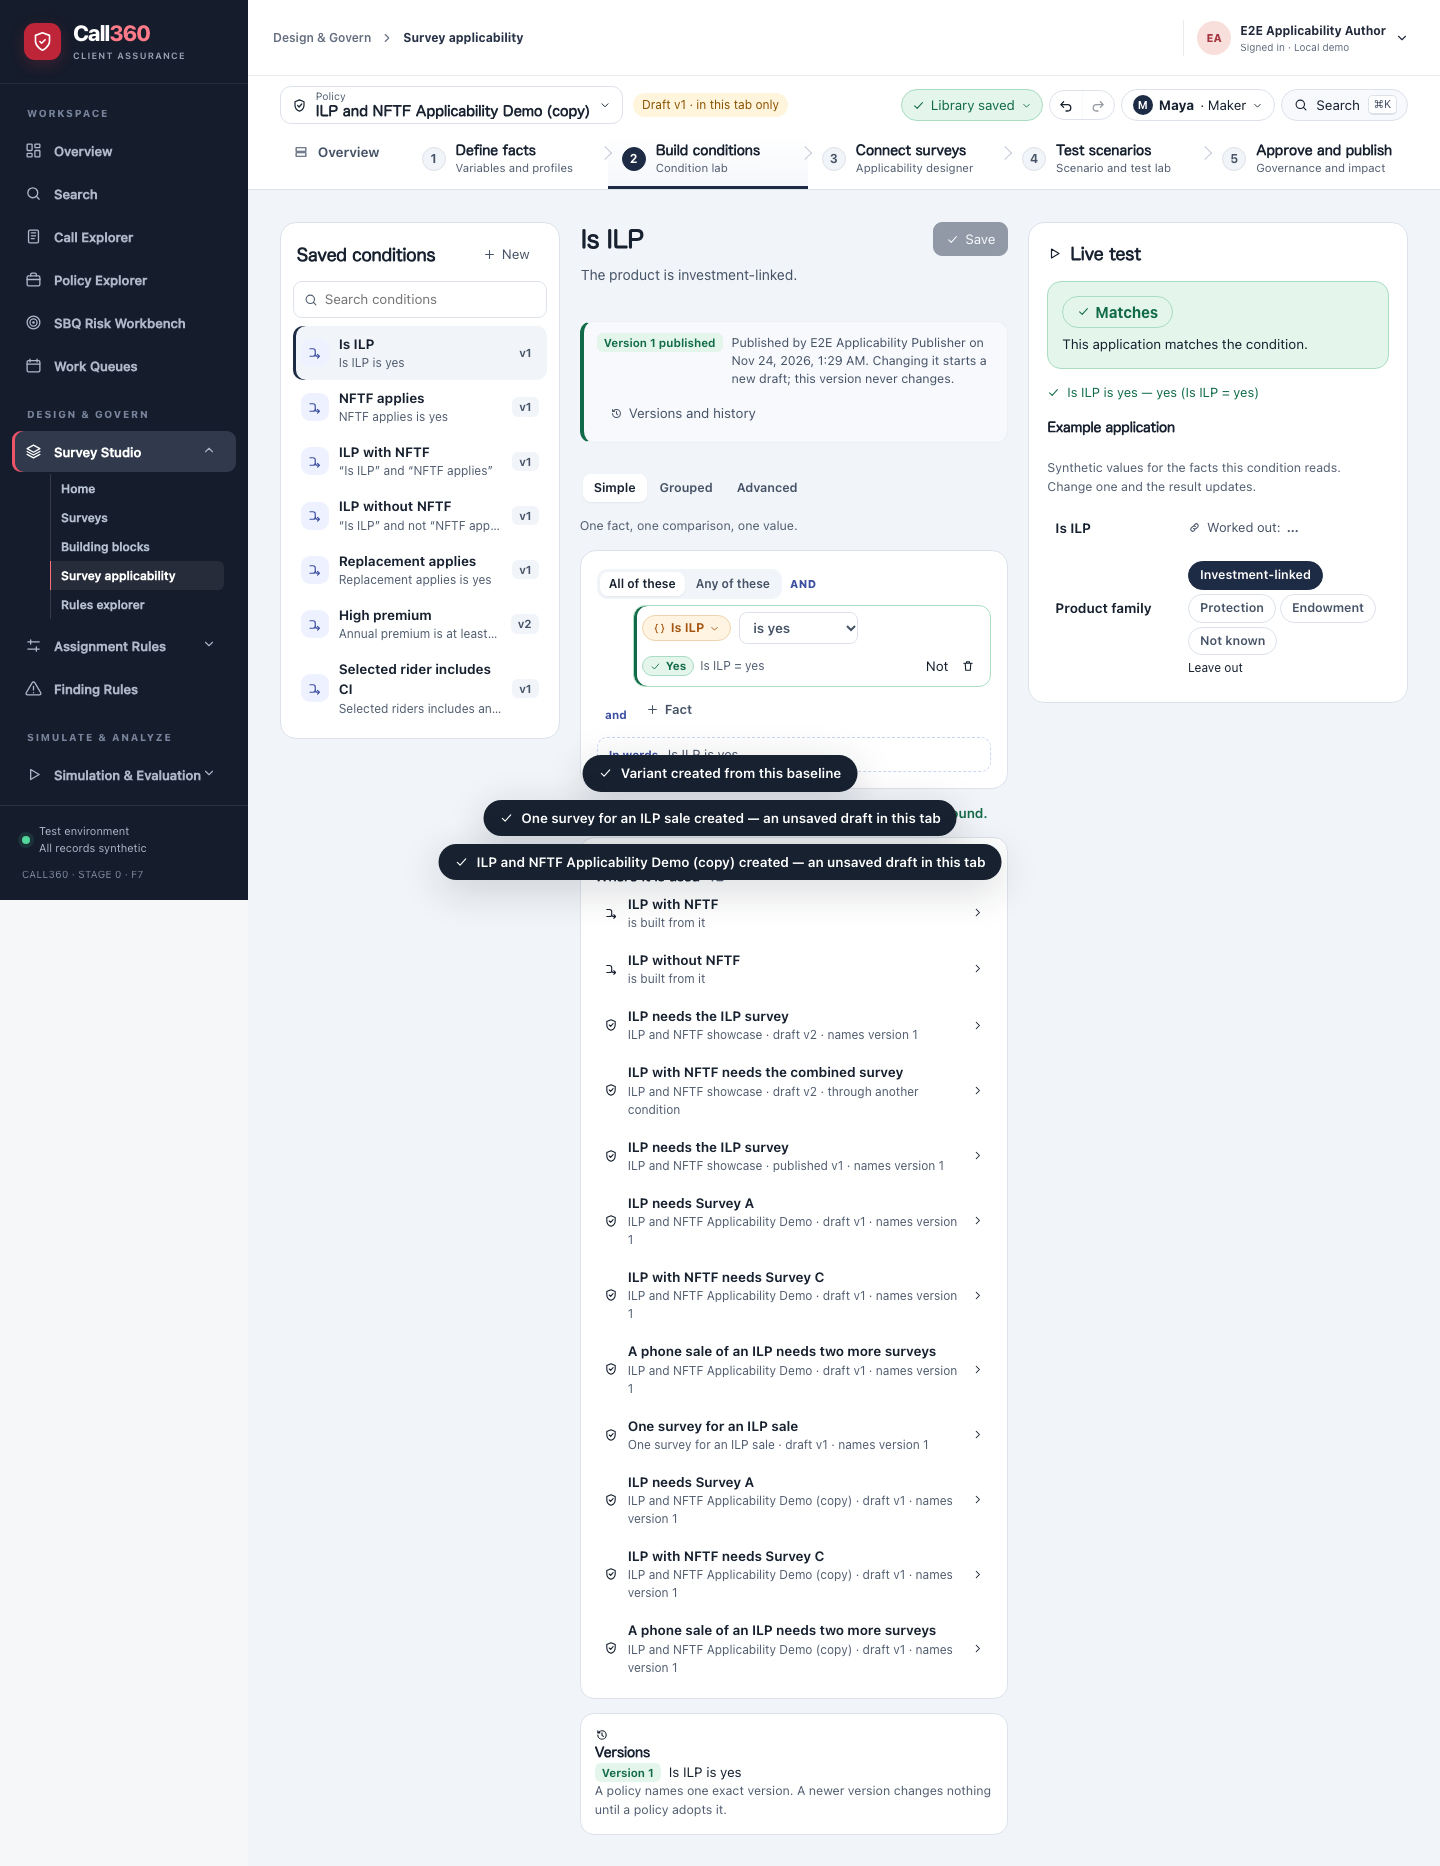 Call360
CLIENT ASSURANCE
WORKSPACE
Overview
Search
Call Explorer
Policy Explorer
SBQ Risk Workbench
Work Queues
DESIGN & GOVERN
Survey Studio
Home
Surveys
Building blocks
Survey applicability
Rules explorer
Assignment Rules
Finding Rules
SIMULATE & ANALYZE
Simulation & Evaluation
Test environment
All records synthetic
CALL360 · STAGE 0 · F7
Design & Govern
Survey applicability
EA
E2E Applicability Author
Signed in · Local demo
Policy
ILP and NFTF Applicability Demo (copy)
Draft v1 · in this tab only
Library saved
M Maya · Maker
Search ⌘K
Overview
1 Define facts
Variables and profiles
2 Build conditions
Condition lab
3 Connect surveys
Applicability designer
4 Test scenarios
Scenario and test lab
5 Approve and publish
Governance and impact
Saved conditions
New
Search conditions
Is ILP
Is ILP is yes
v1
NFTF applies
NFTF applies is yes
v1
ILP with NFTF
“Is ILP” and “NFTF applies”
v1
ILP without NFTF
“Is ILP” and not “NFTF app...
v1
Replacement applies
Replacement applies is yes
v1
High premium
Annual premium is at least...
v2
Selected rider includes
CI
Selected riders includes an...
v1
Is ILP
Save
The product is investment-linked.
Version 1 published
Published by E2E Applicability Publisher on
Nov 24, 2026, 1:29 AM. Changing it starts a
new draft; this version never changes.
Versions and history
Simple Grouped Advanced
One fact, one comparison, one value.
All of these Any of these AND
Is ILP is yes
Yes Is ILP = yes
Not
and
Fact
In words Is ILP is yes
Variant created from this baseline
One survey for an ILP sale created — an unsaved draft in this tab
ILP and NFTF Applicability Demo (copy) created — an unsaved draft in this tab
ILP with NFTF
is built from it
ILP without NFTF
is built from it
ILP needs the ILP survey
ILP and NFTF showcase · draft v2 · names version 1
ILP with NFTF needs the combined survey
ILP and NFTF showcase · draft v2 · through another
condition
ILP needs the ILP survey
ILP and NFTF showcase · published v1 · names version 1
ILP needs Survey A
ILP and NFTF Applicability Demo · draft v1 · names version
1
ILP with NFTF needs Survey C
ILP and NFTF Applicability Demo · draft v1 · names version
1
A phone sale of an ILP needs two more surveys
ILP and NFTF Applicability Demo · draft v1 · names version
1
One survey for an ILP sale
One survey for an ILP sale · draft v1 · names version 1
ILP needs Survey A
ILP and NFTF Applicability Demo (copy) · draft v1 · names
version 1
ILP with NFTF needs Survey C
ILP and NFTF Applicability Demo (copy) · draft v1 · names
version 1
A phone sale of an ILP needs two more surveys
ILP and NFTF Applicability Demo (copy) · draft v1 · names
version 1
Versions
Version 1 Is ILP is yes
A policy names one exact version. A newer version changes nothing
until a policy adopts it.
Live test
Matches
This application matches the condition.
Is ILP is yes — yes (Is ILP = yes)
Example application
Synthetic values for the facts this condition reads.
Change one and the result updates.
Is ILP
Worked out: ...
Product family
Investment-linked
Protection
Endowment
Not known
Leave out